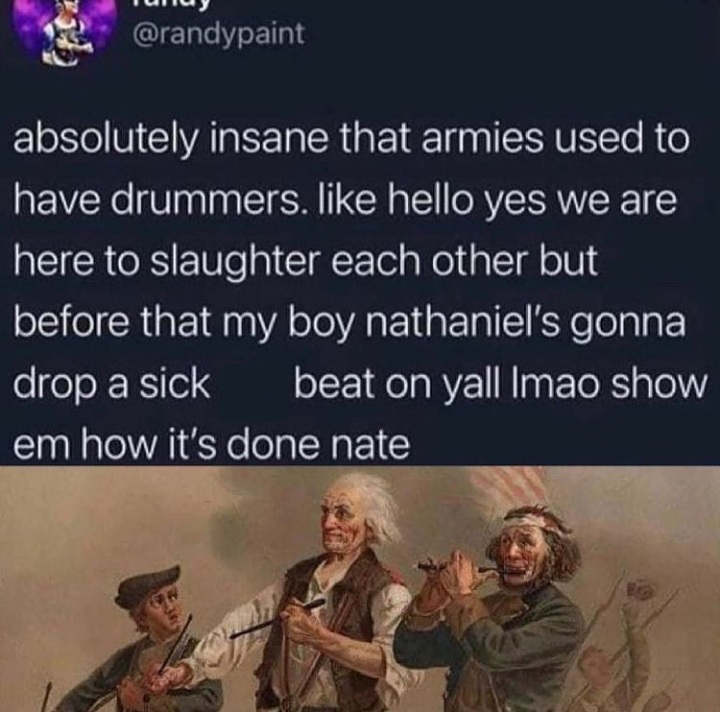 @randypaint
absolutely insane that armies used to
have drummers. like hello yes we are
here to slaughter each other but
before that my boy nathaniel's gonna
drop a sick beat on yall lmao show
em how it's done nate